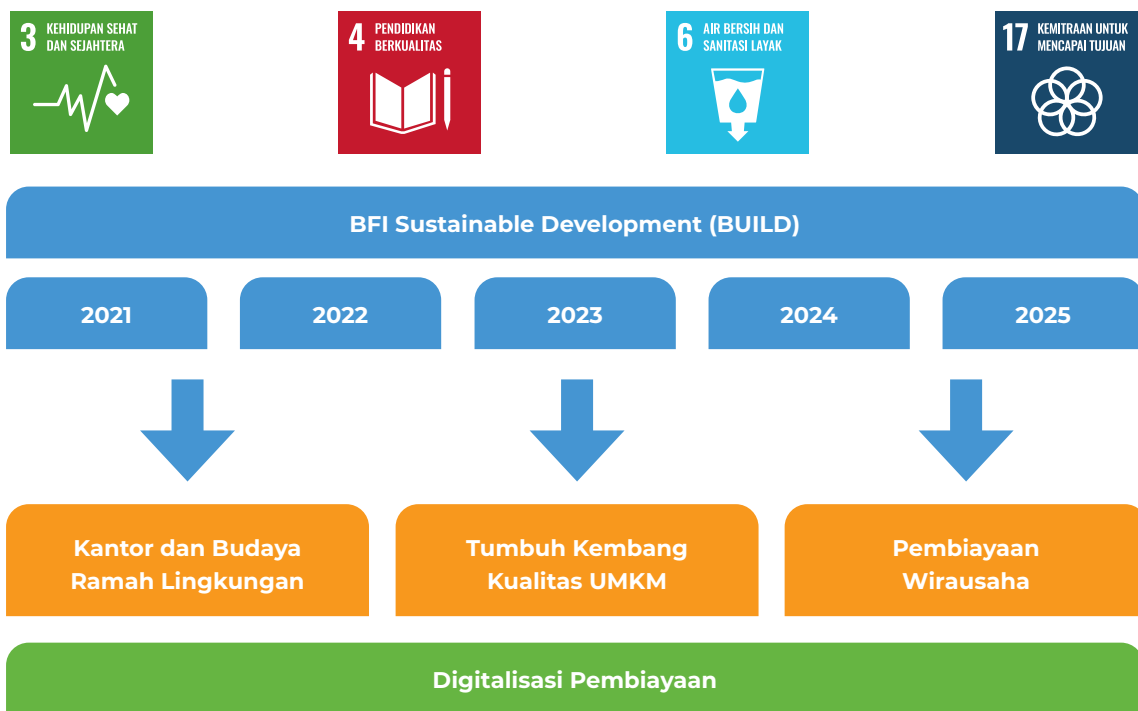 3 KEHIDUPAN SEHAT
DAN SEJAHTERA
4 PENDIDIKAN
BERKUALITAS
6 AIR BERSIH DAN
SANITASI LAYAK
17 KEMITRAAN UNTUK
MENCAPAI TUJUAN
BFI Sustainable Development (BUILD)
2021
2022
2023
2024
2025
Kantor dan Budaya
Ramah Lingkungan
Tumbuh Kembang
Kualitas UMKM
Pembiayaan
Wirausaha
Digitalisasi Pembiayaan